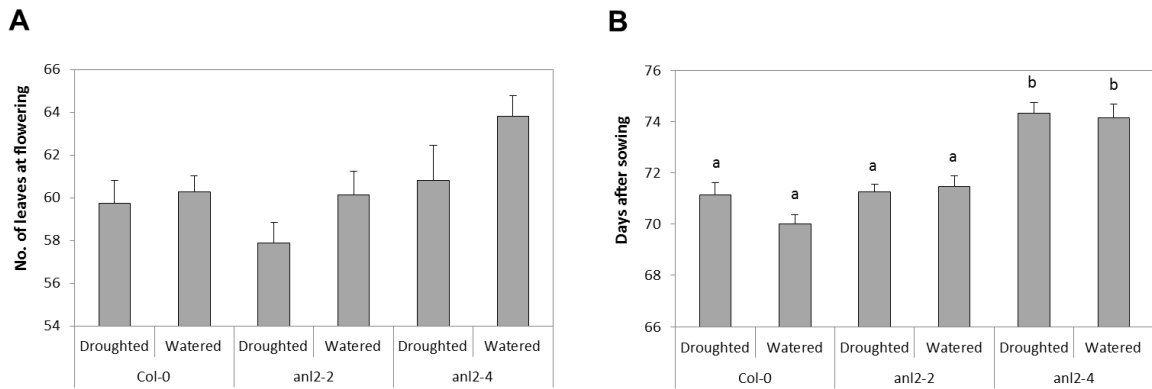 A
No. of leaves at flowering
66
64
62
60
58
56
54
Droughted Watered Droughted Watered Droughted Watered
Col-0 anl2-2 anl2-4
B
Days after sowing
76
74
72
70
68
66
a a a a b b
Droughted Watered Droughted Watered Droughted Watered
Col-0 anl2-2 anl2-4